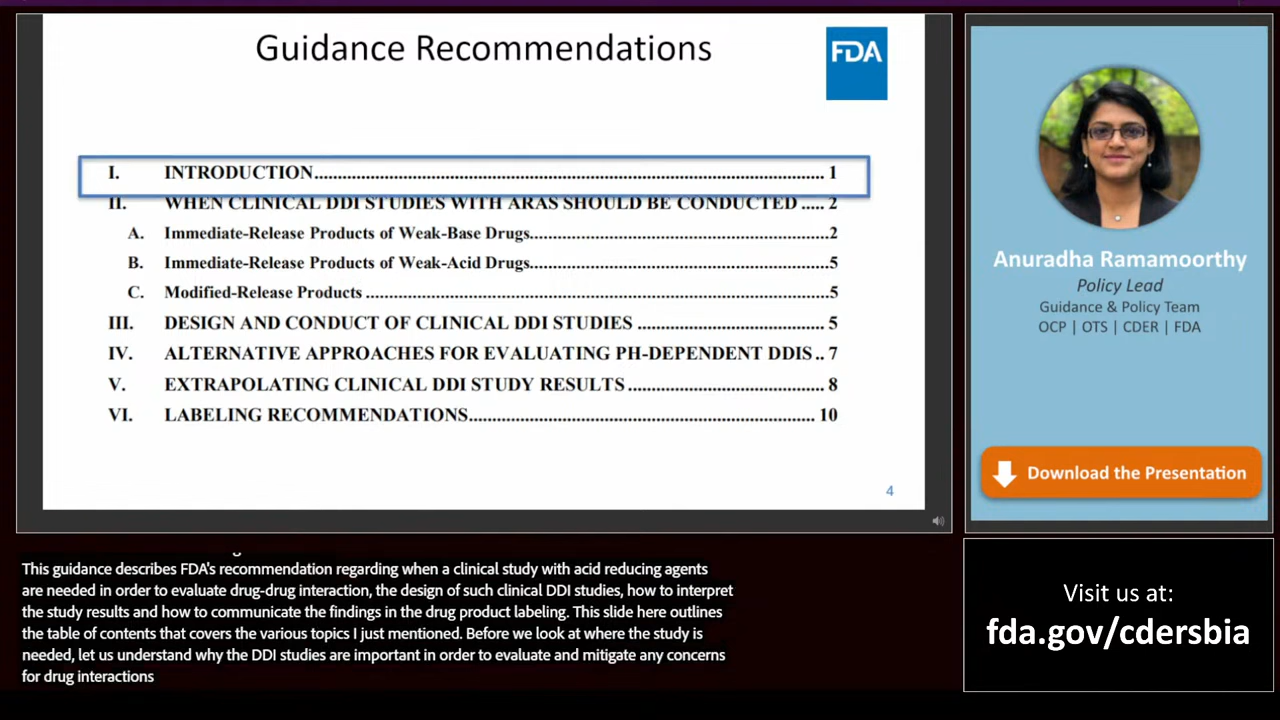 Guidance Recommendations
FDA
I. INTRODUCTION.......... 1
II. WHEN CLINICAL DDI STUDIES WITH ARAS SHOULD BE CONDUCTED ..... 2
A. Immediate-Release Products of Weak-Base Drugs..........2
B. Immediate-Release Products of Weak-Acid Drugs..........5
C. Modified-Release Products ..........5
III. DESIGN AND CONDUCT OF CLINICAL DDI STUDIES .......... 5
IV. ALTERNATIVE APPROACHES FOR EVALUATING PH-DEPENDENT DDIS .. 7
V. EXTRAPOLATING CLINICAL DDI STUDY RESULTS .......... 8
VI. LABELING RECOMMENDATIONS.......... 10
4
Anuradha Ramamoorthy
Policy Lead
Guidance & Policy Team
OCP | OTS | CDER | FDA
Download the Presentation
This guidance describes FDA's recommendation regarding when a clinical study with acid reducing agents
are needed in order to evaluate drug-drug interaction, the design of such clinical DDI studies, how to interpret
the study results and how to communicate the findings in the drug product labeling. This slide here outlines
the table of contents that covers the various topics I just mentioned. Before we look at where the study is
needed, let us understand why the DDI studies are important in order to evaluate and mitigate any concerns
for drug interactions
Visit us at:
fda.gov/cdersbia